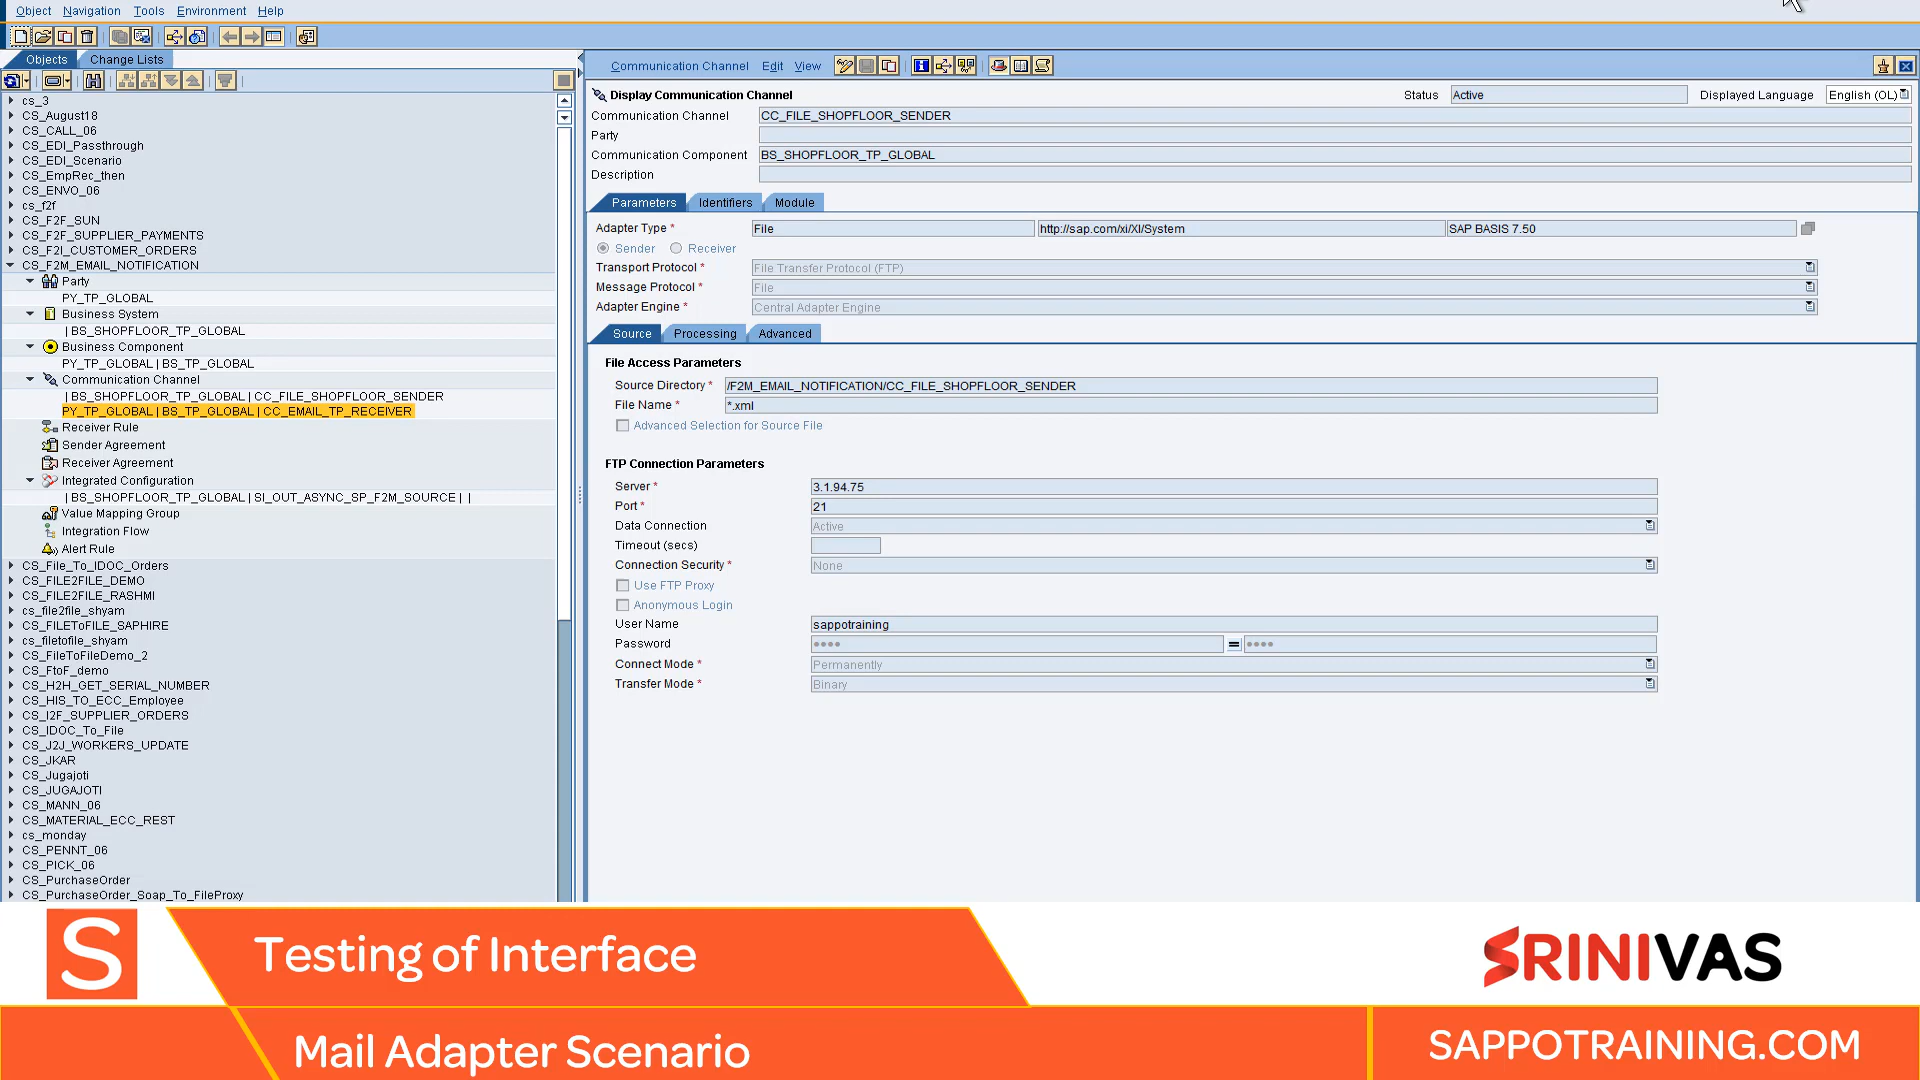 Object Navigation Tools Environment Help
Objects Change Lists
cs_3
CS_August18
CS_CALL_06
CS_EDI_Passthrough
CS_EDI_Scenario
CS_EmpRec_then
CS_ENVO_06
cs_f2f
CS_F2F_SUN
CS_F2F_SUPPLIER_PAYMENTS
CS_F2I_CUSTOMER_ORDERS
CS_F2M_EMAIL_NOTIFICATION
Party
PY_TP_GLOBAL
Business System
| BS_SHOPFLOOR_TP_GLOBAL
Business Component
PY_TP_GLOBAL | BS_TP_GLOBAL
Communication Channel
| BS_SHOPFLOOR_TP_GLOBAL | CC_FILE_SHOPFLOOR_SENDER
PY_TP_GLOBAL | BS_TP_GLOBAL | CC_EMAIL_TP_RECEIVER
Receiver Rule
Sender Agreement
Receiver Agreement
Integrated Configuration
| BS_SHOPFLOOR_TP_GLOBAL | SI_OUT_ASYNC_SP_F2M_SOURCE | |
Value Mapping Group
Integration Flow
Alert Rule
CS_File_To_IDOC_Orders
CS_FILE2FILE_DEMO
CS_FILE2FILE_RASHMI
cs_file2file_shyam
CS_FILEToFILE_SAPHIRE
cs_filetofile_shyam
CS_FileToFileDemo_2
CS_FtoF_demo
CS_H2H_GET_SERIAL_NUMBER
CS_HIS_TO_ECC_Employee
CS_I2F_SUPPLIER_ORDERS
CS_IDOC_To_File
CS_J2J_WORKERS_UPDATE
CS_JKAR
CS_Jugajoti
CS_JUGAJOTI
CS_MANN_06
CS_MATERIAL_ECC_REST
cs_monday
CS_PENNT_06
CS_PICK_06
CS_PurchaseOrder
CS_PurchaseOrder_Soap_To_FileProxy
Communication Channel Edit View
Display Communication Channel Status Active Displayed Language English (OL)
Communication Channel CC_FILE_SHOPFLOOR_SENDER
Party
Communication Component BS_SHOPFLOOR_TP_GLOBAL
Description
Parameters Identifiers Module
Adapter Type * File http://sap.com/xi/XI/System SAP BASIS 7.50
Sender Receiver
Transport Protocol * File Transfer Protocol (FTP)
Message Protocol * File
Adapter Engine * Central Adapter Engine
Source Processing Advanced
File Access Parameters
Source Directory * /F2M_EMAIL_NOTIFICATION/CC_FILE_SHOPFLOOR_SENDER
File Name * *.xml
Advanced Selection for Source File
FTP Connection Parameters
Server * 3.1.94.75
Port * 21
Data Connection Active
Timeout (secs)
Connection Security * None
Use FTP Proxy
Anonymous Login
User Name sappotraining
Password •••• = ••••
Connect Mode * Permanently
Transfer Mode * Binary
S Testing of Interface SRINIVAS
Mail Adapter Scenario SAPPOTRAINING.COM